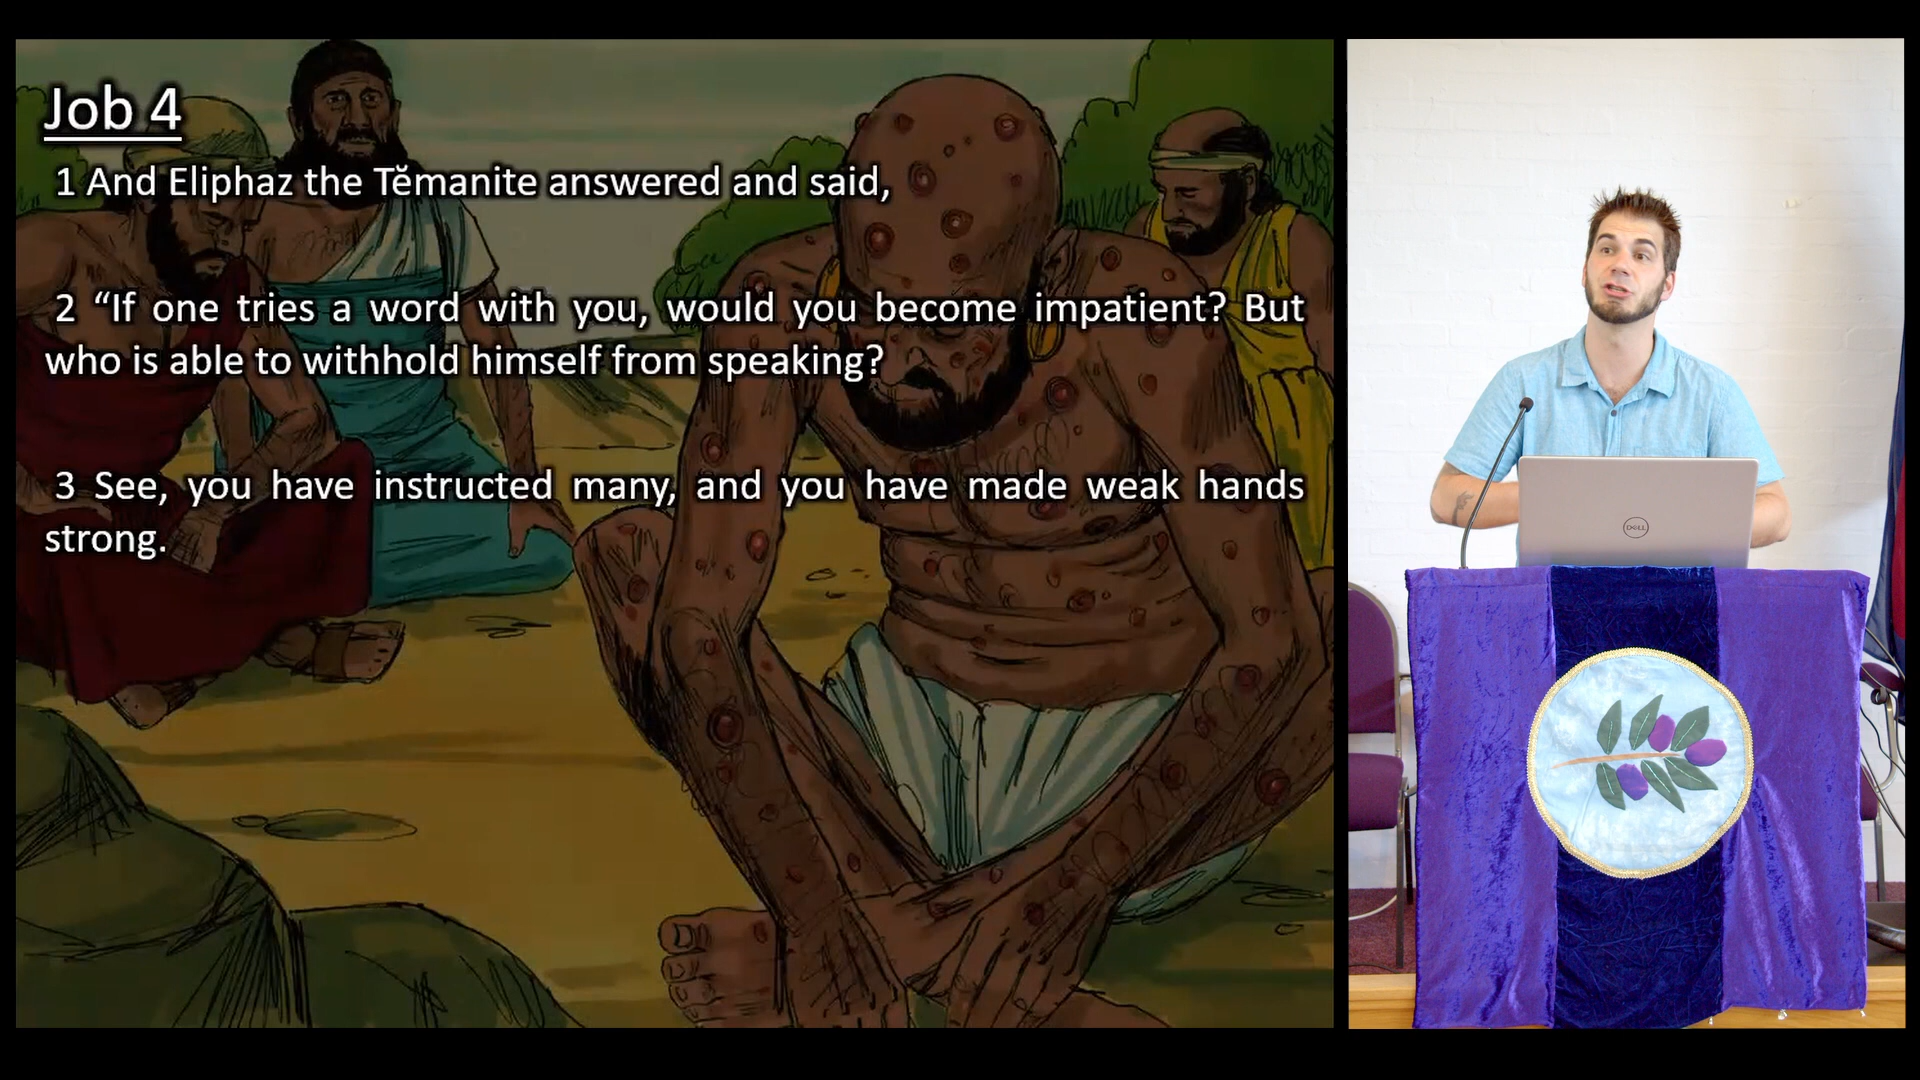 Job 4
1 And Eliphaz the Tĕmanite answered and said,
2 “If one tries a word with you, would you become impatient? But
who is able to withhold himself from speaking?
3 See, you have instructed many, and you have made weak hands
strong.
DELL